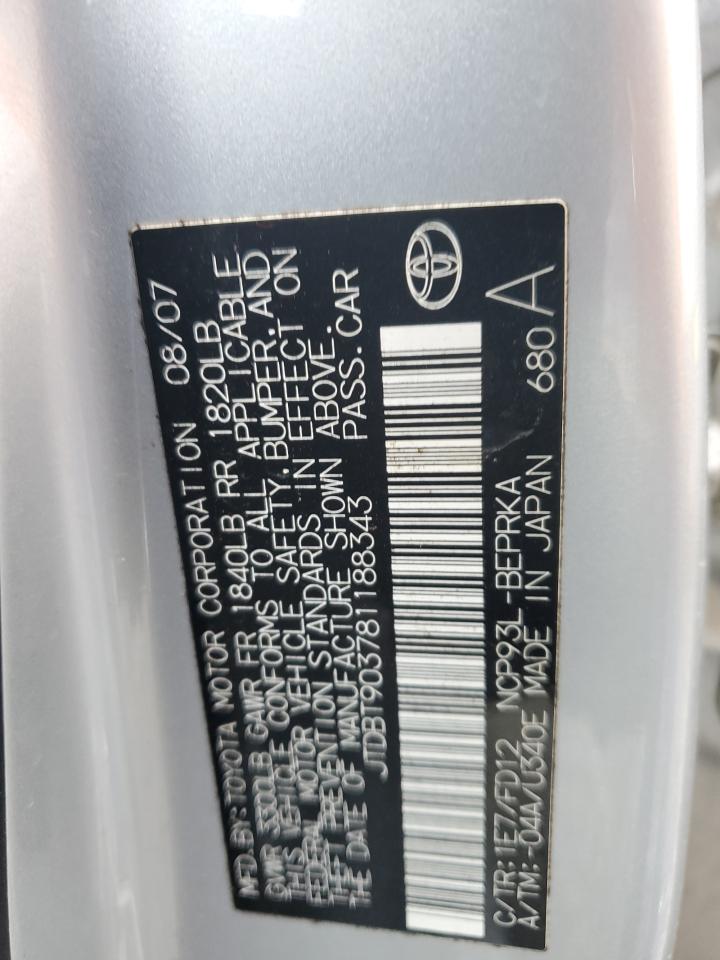 MFD BY: TOYOTA MOTOR CORPORATION 08/07
GWR 3300LB GAWR FR 1840LB RR 1820LB
THIS VEHICLE CONFORMS TO ALL APPLICABLE
FEDERAL MOTOR VEHICLE SAFETY, BUMPER, AND
THEFT PREVENTION STANDARDS IN EFFECT ON
THE DATE OF MANUFACTURE SHOWN ABOVE.
JTDBT903781188343 PASS. CAR
C/TR: 1E7/FD12 NCP93L-BEPRKA
A/TM: -04A/U340E MADE IN JAPAN 680 A